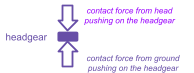 contact force from head
pushing on the headgear
headgear
contact force from ground
pushing on the headgear